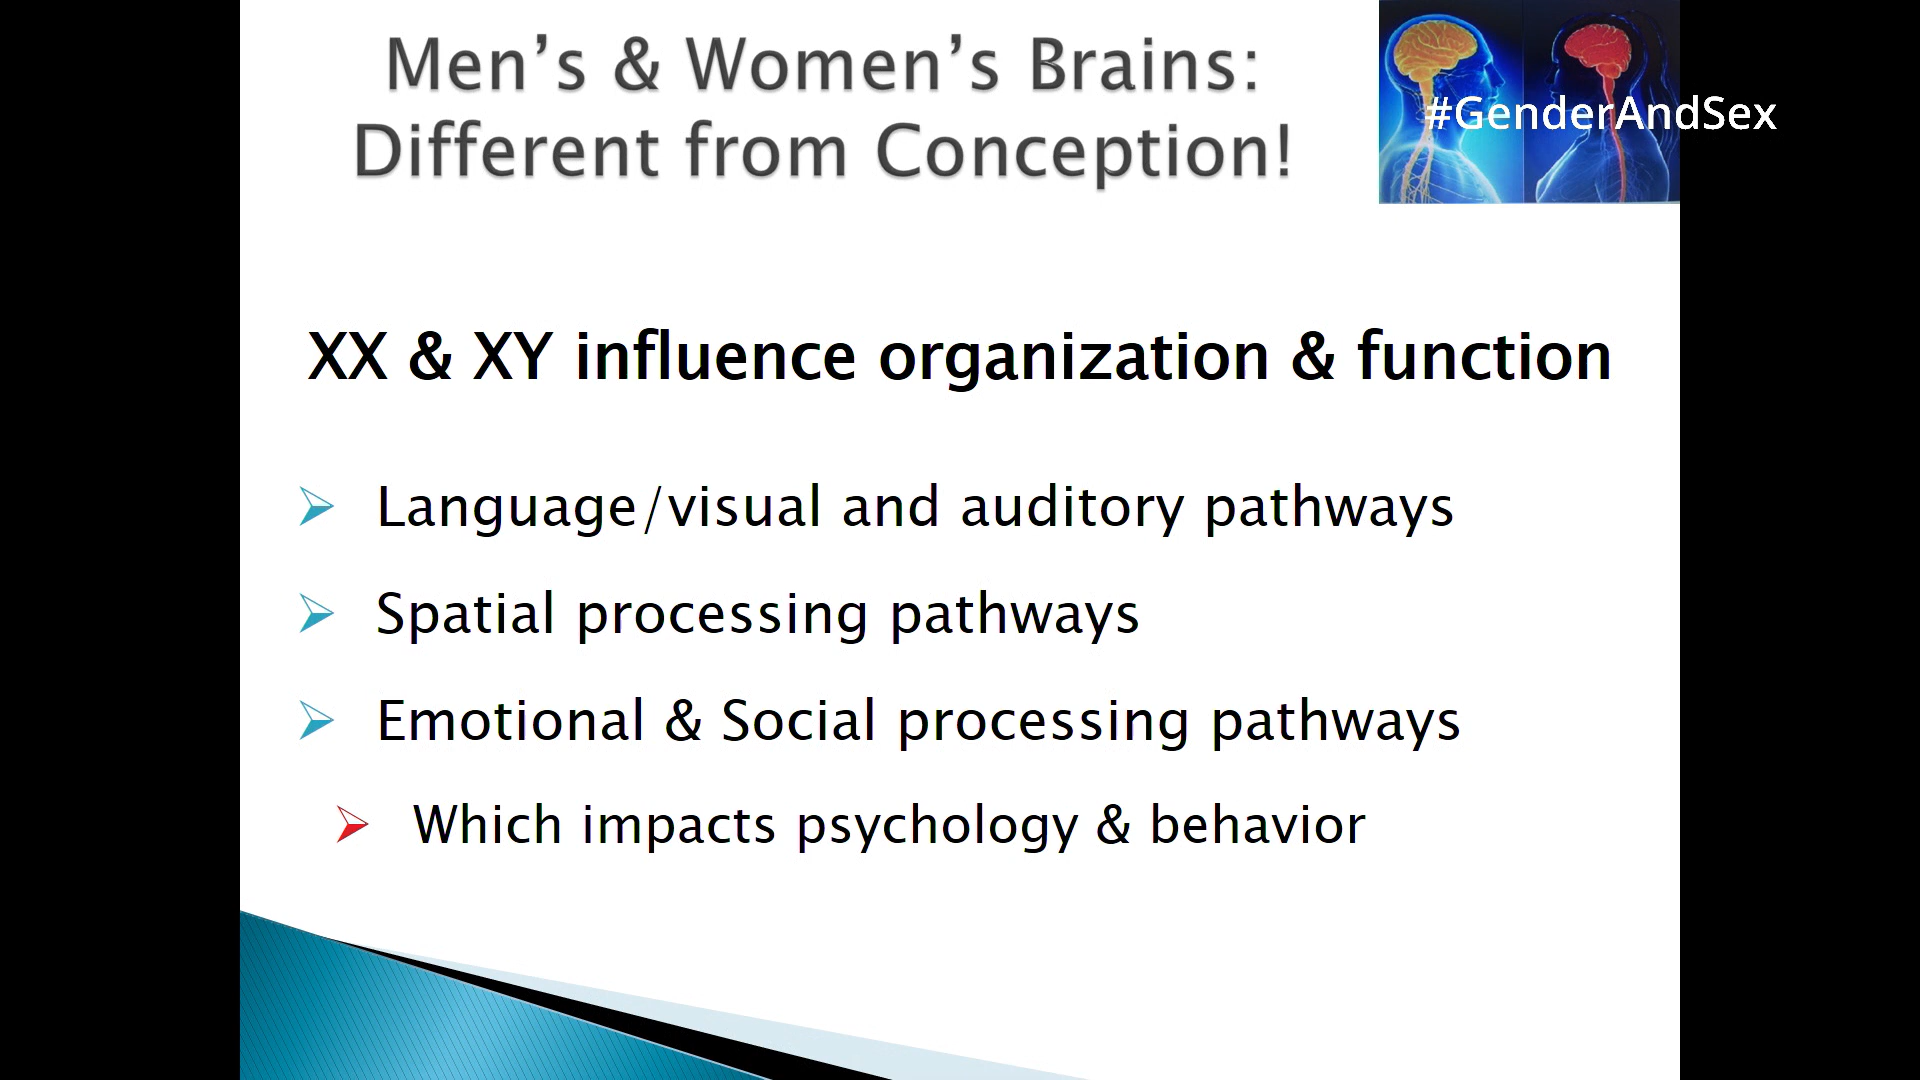 Men’s & Women’s Brains:
Different from Conception!
#GenderAndSex
XX & XY influence organization & function
Language/visual and auditory pathways
Spatial processing pathways
Emotional & Social processing pathways
Which impacts psychology & behavior